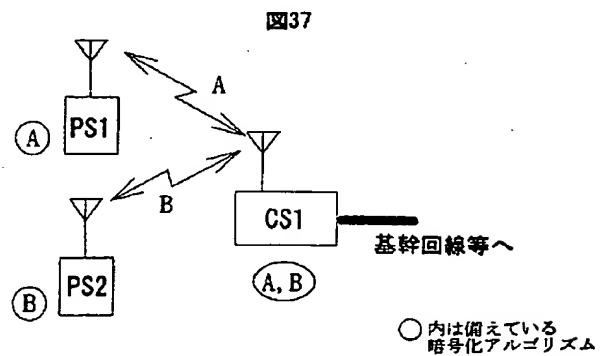 図37
A
A
PS1
B
CS1
基幹回線等へ
A, B
B
PS2
○内は備えている
暗号化アルゴリズム